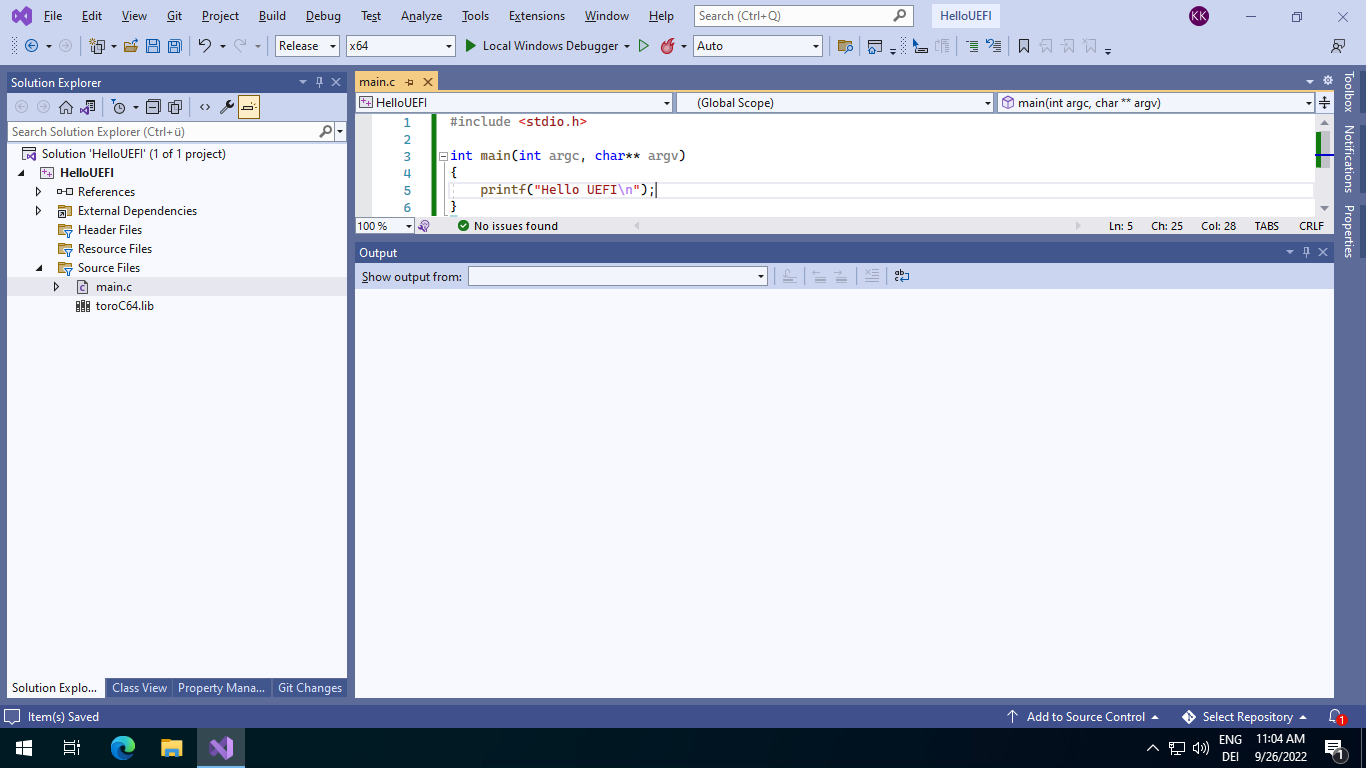 File Edit View Git Project Build Debug Test Analyze Tools Extensions Window Help Search (Ctrl+Q) HelloUEFI KK
Release x64 Local Windows Debugger Auto
Solution Explorer
Search Solution Explorer (Ctrl+ü)
Solution 'HelloUEFI' (1 of 1 project)
HelloUEFI
References
External Dependencies
Header Files
Resource Files
Source Files
main.c
toroC64.lib
Solution Explo... Class View Property Mana... Git Changes
main.c
HelloUEFI (Global Scope) main(int argc, char ** argv)
1 #include <stdio.h>
2
3 int main(int argc, char** argv)
4 {
5 printf("Hello UEFI\n");
6 }
100 % No issues found Ln: 5 Ch: 25 Col: 28 TABS CRLF
Output
Show output from:
Toolbox
Notifications
Properties
Item(s) Saved Add to Source Control Select Repository 1
ENG
DEI
11:04 AM
9/26/2022
1